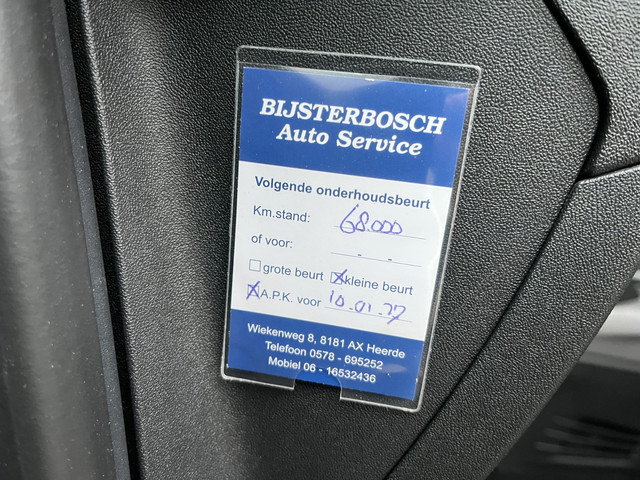 BIJSTERBOSCH
Auto Service
Volgende onderhoudsbeurt
Km.stand: 68.000
of voor: - -
grote beurt kleine beurt
A.P.K. voor 10-01-27
Wiekenweg 8, 8181 AX Heerde
Telefoon 0578 - 695252
Mobiel 06 - 16532436